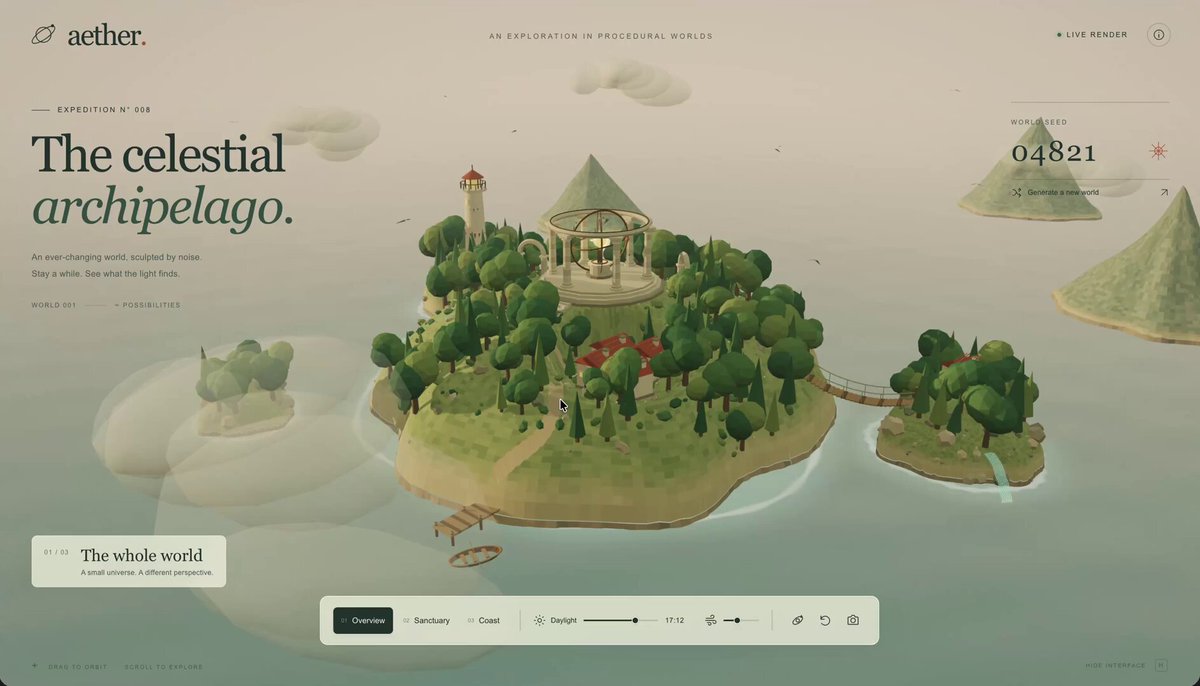 aether.
AN EXPLORATION IN PROCEDURAL WORLDS
LIVE RENDER
EXPEDITION N° 008
The celestial
archipelago.
An ever-changing world, sculpted by noise.
Stay a while. See what the light finds.
WORLD 001
POSSIBILITIES
WORLD SEED
04821
Generate a new world
01 / 03
The whole world
A small universe. A different perspective.
01 Overview
02 Sanctuary
03 Coast
Daylight
17:12
DRAG TO ORBIT
SCROLL TO EXPLORE
HIDE INTERFACE H